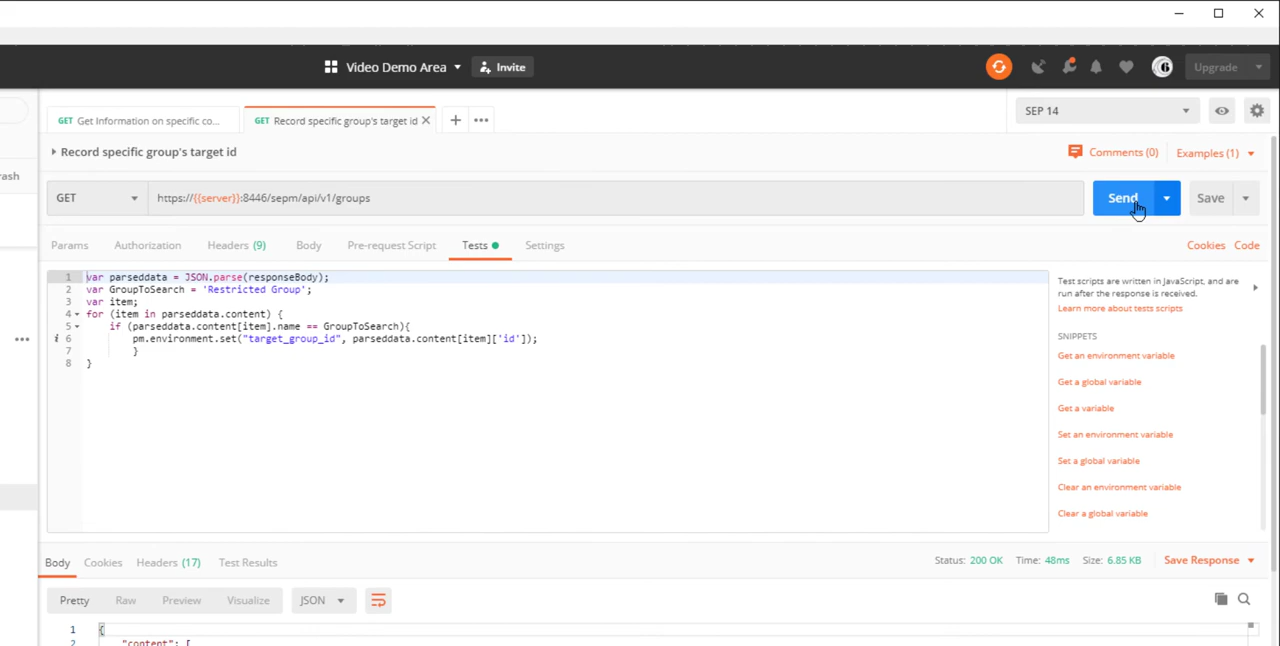 Video Demo Area Invite Upgrade
GET Get Information on specific co... GET Record specific group's target id SEP 14
Record specific group's target id Comments (0) Examples (1)
rash
GET https://{{server}}:8446/sepm/api/v1/groups Send Save
Params Authorization Headers (9) Body Pre-request Script Tests Settings Cookies Code
1 var parseddata = JSON.parse(responseBody);
2 var GroupToSearch = 'Restricted Group';
3 var item;
4 for (item in parseddata.content) {
5 if (parseddata.content[item].name == GroupToSearch){
i 6 pm.environment.set("target_group_id", parseddata.content[item]['id']);
7 }
8 }
Test scripts are written in JavaScript, and are
run after the response is received.
Learn more about tests scripts
SNIPPETS
Get an environment variable
Get a global variable
Get a variable
Set an environment variable
Set a global variable
Clear an environment variable
Clear a global variable
Body Cookies Headers (17) Test Results Status: 200 OK Time: 48ms Size: 6.85 KB Save Response
Pretty Raw Preview Visualize JSON
1 {
2 "content": [